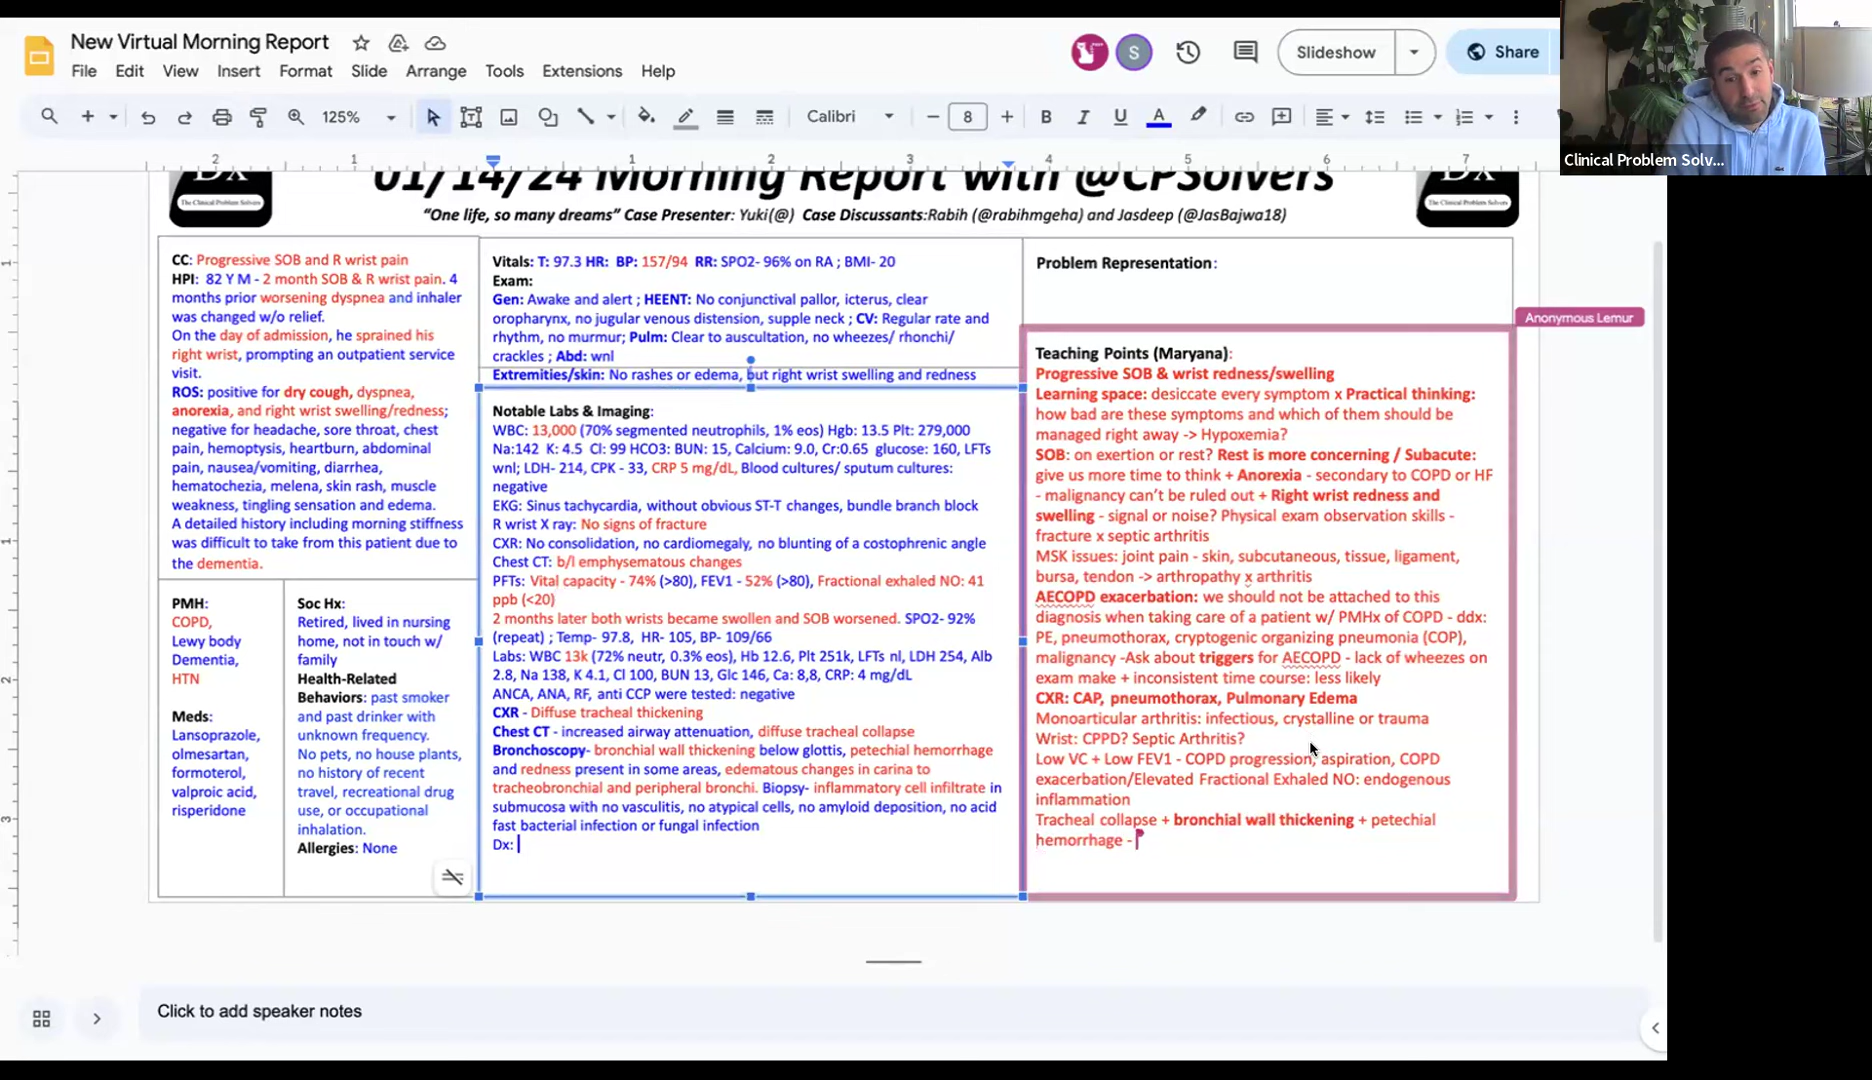 New Virtual Morning Report
File Edit View Insert Format Slide Arrange Tools Extensions Help
S
Slideshow
Share
125%
Calibri
8
B I U A
Clinical Problem Solv...
2 1 1 2 3 4 5 6 7
The Clinical Problem Solvers
01/14/24 Morning Report with @CPSolvers
The Clinical Problem Solvers
“One life, so many dreams” Case Presenter: Yuki(@) Case Discussants:Rabih (@rabihmgeha) and Jasdeep (@JasBajwa18)
CC: Progressive SOB and R wrist pain
HPI: 82 Y M - 2 month SOB & R wrist pain. 4
months prior worsening dyspnea and inhaler
was changed w/o relief.
On the day of admission, he sprained his
right wrist, prompting an outpatient service
visit.
ROS: positive for dry cough, dyspnea,
anorexia, and right wrist swelling/redness;
negative for headache, sore throat, chest
pain, hemoptysis, heartburn, abdominal
pain, nausea/vomiting, diarrhea,
hematochezia, melena, skin rash, muscle
weakness, tingling sensation and edema.
A detailed history including morning stiffness
was difficult to take from this patient due to
the dementia.
PMH:
COPD,
Lewy body
Dementia,
HTN
Meds:
Lansoprazole,
olmesartan,
formoterol,
valproic acid,
risperidone
Soc Hx:
Retired, lived in nursing
home, not in touch w/
family
Health-Related
Behaviors: past smoker
and past drinker with
unknown frequency.
No pets, no house plants,
no history of recent
travel, recreational drug
use, or occupational
inhalation.
Allergies: None
Vitals: T: 97.3 HR: BP: 157/94 RR: SPO2- 96% on RA ; BMI- 20
Exam:
Gen: Awake and alert ; HEENT: No conjunctival pallor, icterus, clear
oropharynx, no jugular venous distension, supple neck ; CV: Regular rate and
rhythm, no murmur; Pulm: Clear to auscultation, no wheezes/ rhonchi/
crackles ; Abd: wnl
Extremities/skin: No rashes or edema, but right wrist swelling and redness
Notable Labs & Imaging:
WBC: 13,000 (70% segmented neutrophils, 1% eos) Hgb: 13.5 Plt: 279,000
Na:142 K: 4.5 Cl: 99 HCO3: BUN: 15, Calcium: 9.0, Cr:0.65 glucose: 160, LFTs
wnl; LDH- 214, CPK - 33, CRP 5 mg/dL, Blood cultures/ sputum cultures:
negative
EKG: Sinus tachycardia, without obvious ST-T changes, bundle branch block
R wrist X ray: No signs of fracture
CXR: No consolidation, no cardiomegaly, no blunting of a costophrenic angle
Chest CT: b/l emphysematous changes
PFTs: Vital capacity - 74% (>80), FEV1 - 52% (>80), Fractional exhaled NO: 41
ppb (<20)
2 months later both wrists became swollen and SOB worsened. SPO2- 92%
(repeat) ; Temp- 97.8, HR- 105, BP- 109/66
Labs: WBC 13k (72% neutr, 0.3% eos), Hb 12.6, Plt 251k, LFTs nl, LDH 254, Alb
2.8, Na 138, K 4.1, Cl 100, BUN 13, Glc 146, Ca: 8,8, CRP: 4 mg/dL
ANCA, ANA, RF, anti CCP were tested: negative
CXR - Diffuse tracheal thickening
Chest CT - increased airway attenuation, diffuse tracheal collapse
Bronchoscopy- bronchial wall thickening below glottis, petechial hemorrhage
and redness present in some areas, edematous changes in carina to
tracheobronchial and peripheral bronchi. Biopsy- inflammatory cell infiltrate in
submucosa with no vasculitis, no atypical cells, no amyloid deposition, no acid
fast bacterial infection or fungal infection
Dx:
Problem Representation:
Anonymous Lemur
Teaching Points (Maryana):
Progressive SOB & wrist redness/swelling
Learning space: desiccate every symptom x Practical thinking:
how bad are these symptoms and which of them should be
managed right away -> Hypoxemia?
SOB: on exertion or rest? Rest is more concerning / Subacute:
give us more time to think + Anorexia - secondary to COPD or HF
- malignancy can’t be ruled out + Right wrist redness and
swelling - signal or noise? Physical exam observation skills -
fracture x septic arthritis
MSK issues: joint pain - skin, subcutaneous, tissue, ligament,
bursa, tendon -> arthropathy x arthritis
AECOPD exacerbation: we should not be attached to this
diagnosis when taking care of a patient w/ PMHx of COPD - ddx:
PE, pneumothorax, cryptogenic organizing pneumonia (COP),
malignancy -Ask about triggers for AECOPD - lack of wheezes on
exam make + inconsistent time course: less likely
CXR: CAP, pneumothorax, Pulmonary Edema
Monoarticular arthritis: infectious, crystalline or trauma
Wrist: CPPD? Septic Arthritis?
Low VC + Low FEV1 - COPD progression, aspiration, COPD
exacerbation/Elevated Fractional Exhaled NO: endogenous
inflammation
Tracheal collapse + bronchial wall thickening + petechial
hemorrhage -
Click to add speaker notes